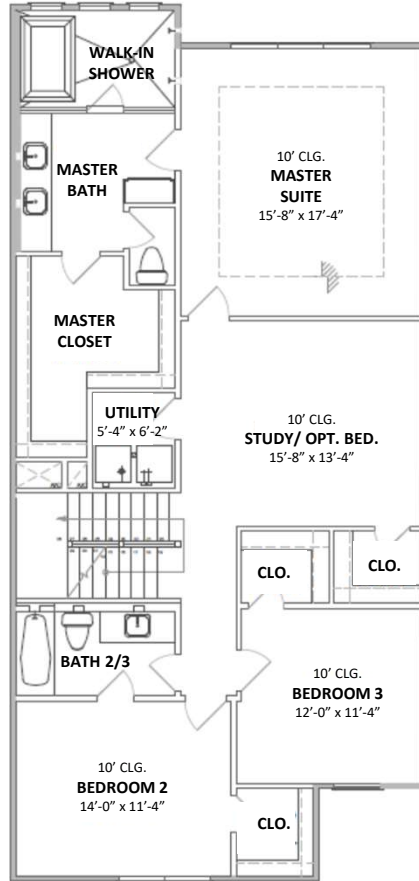 WALK-IN
SHOWER
MASTER
BATH
10’ CLG.
MASTER
SUITE
15’-8” x 17’-4”
MASTER
CLOSET
UTILITY
5’-4” x 6’-2”
10’ CLG.
STUDY/ OPT. BED.
15’-8” x 13’-4”
CLO.
CLO.
BATH 2/3
10’ CLG.
BEDROOM 3
12’-0” x 11’-4”
10’ CLG.
BEDROOM 2
14’-0” x 11’-4”
CLO.